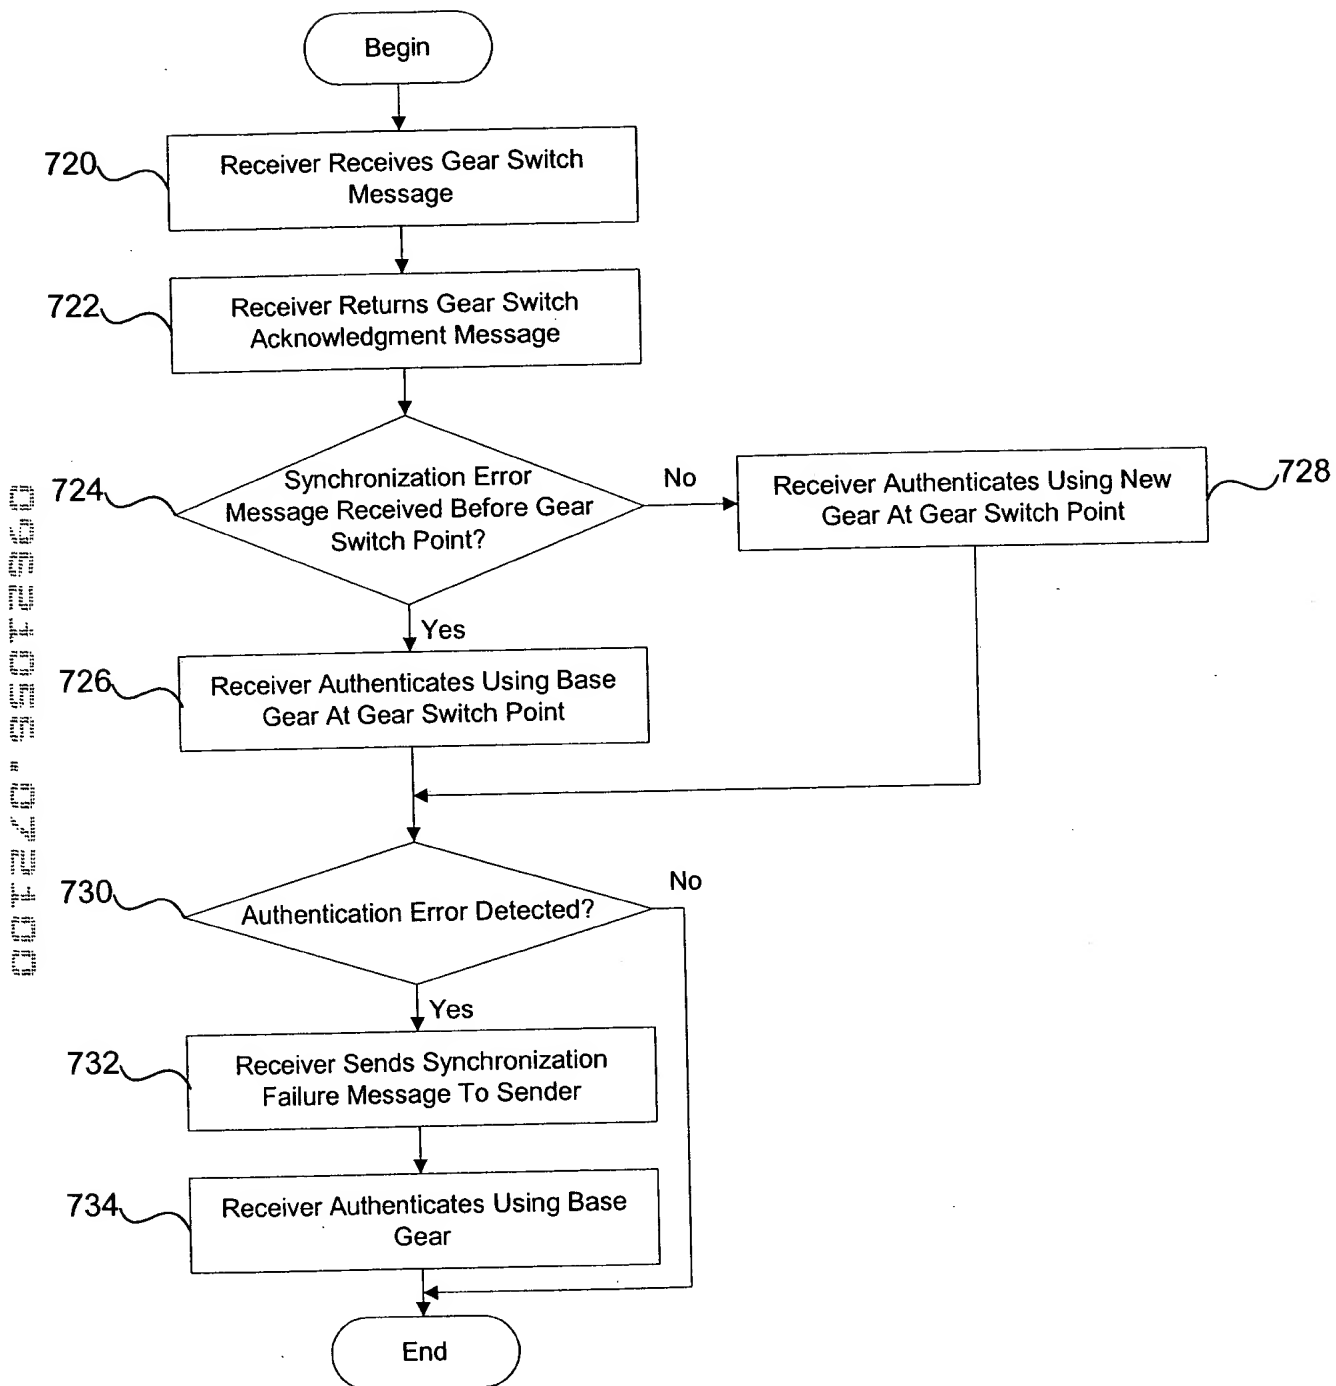 Begin
720
Receiver Receives Gear Switch
Message
722
Receiver Returns Gear Switch
Acknowledgment Message
724
Synchronization Error
Message Received Before Gear
Switch Point?
No
Receiver Authenticates Using New
Gear At Gear Switch Point
728
Yes
726
Receiver Authenticates Using Base
Gear At Gear Switch Point
730
Authentication Error Detected?
No
Yes
732
Receiver Sends Synchronization
Failure Message To Sender
734
Receiver Authenticates Using Base
Gear
End